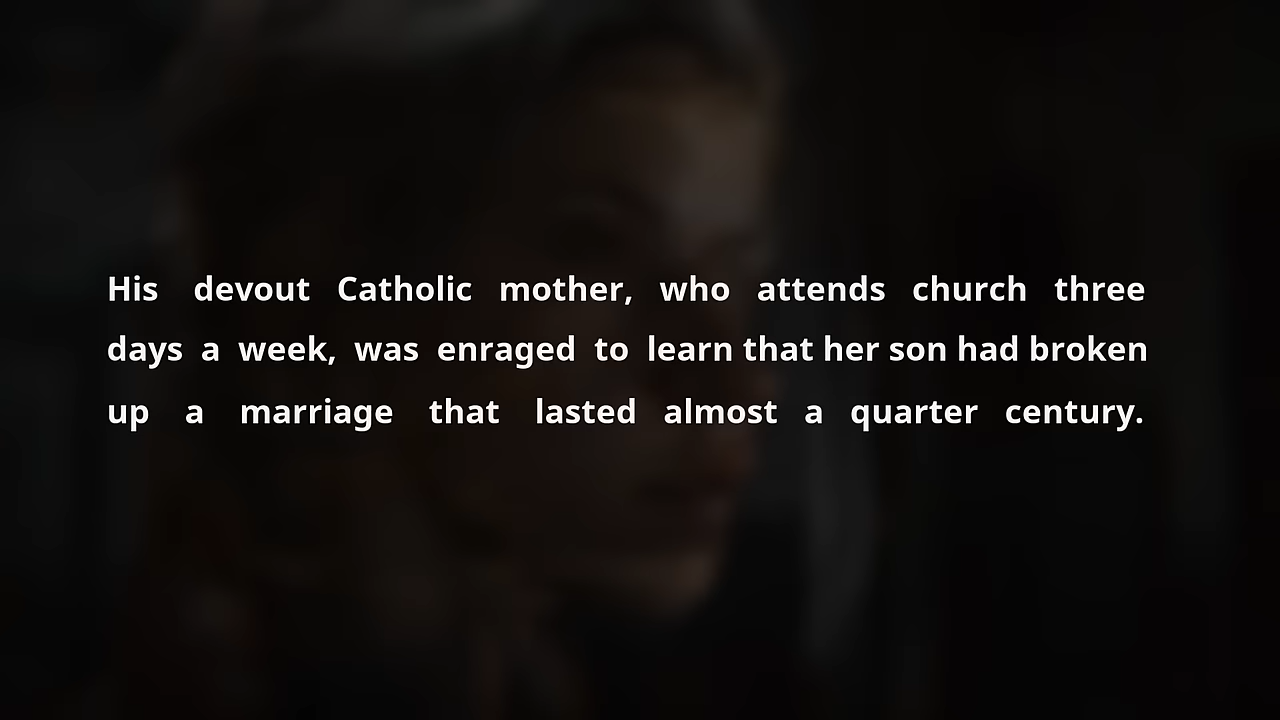 His devout Catholic mother, who attends church three
days a week, was enraged to learn that her son had broken
up a marriage that lasted almost a quarter century.